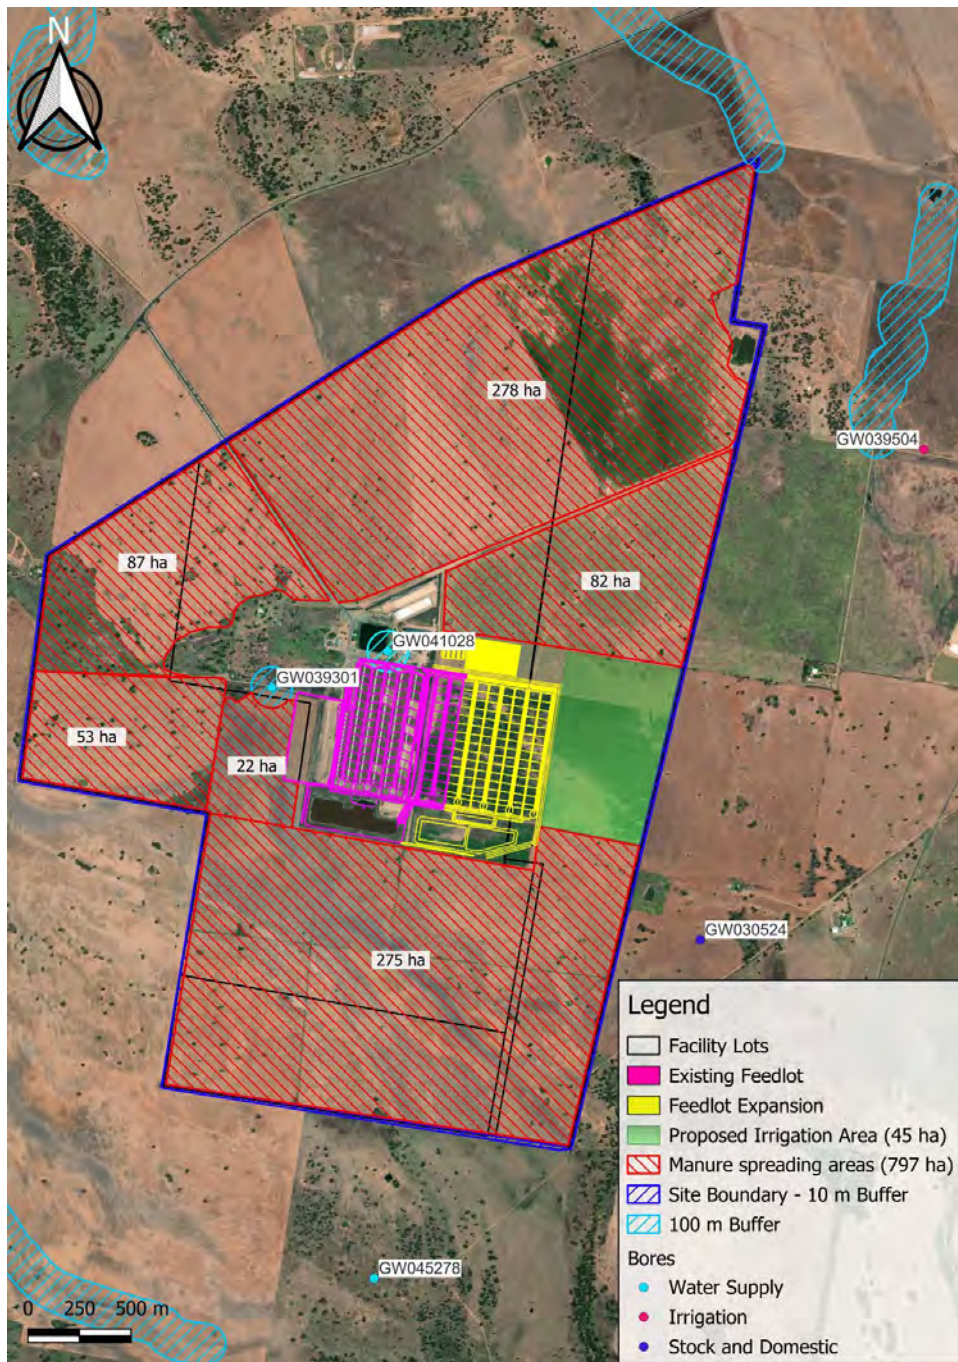 N
278 ha
GW039504
87 ha
82 ha
GW041028
GW039301
53 ha
22 ha
GW030524
275 ha
Legend
Facility Lots
Existing Feedlot
Feedlot Expansion
Proposed Irrigation Area (45 ha)
Manure spreading areas (797 ha)
Site Boundary - 10 m Buffer
100 m Buffer
Bores
Water Supply
Irrigation
Stock and Domestic
GW045278
0 250 500 m